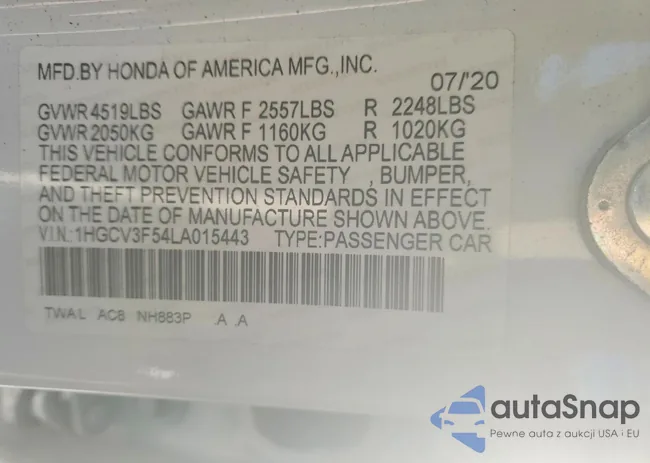 MFD.BY HONDA OF AMERICA MFG.,INC.
07/'20
GVWR 4519LBS GAWR F 2557LBS R 2248LBS
GVWR 2050KG GAWR F 1160KG R 1020KG
THIS VEHICLE CONFORMS TO ALL APPLICABLE
FEDERAL MOTOR VEHICLE SAFETY , BUMPER,
AND THEFT PREVENTION STANDARDS IN EFFECT
ON THE DATE OF MANUFACTURE SHOWN ABOVE.
V.I.N.:1HGCV3F54LA015443 TYPE:PASSENGER CAR
TWAL AC8 NH883P .A .A
autaSnap
Pewne auta z aukcji USA i EU